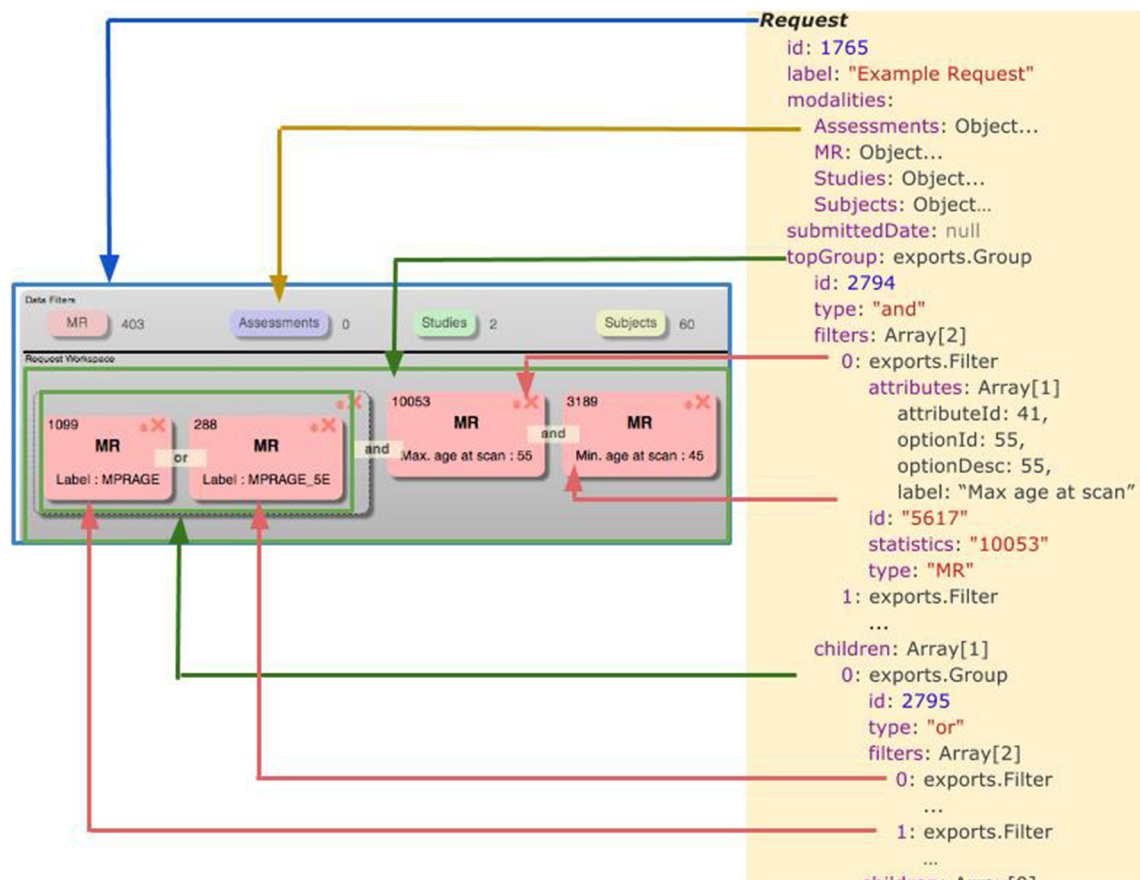 Request
id: 1765
label: "Example Request"
modalities:
Assessments: Object...
MR: Object...
Studies: Object...
Subjects: Object...
submittedDate: null
topGroup: exports.Group
id: 2794
type: "and"
filters: Array[2]
0: exports.Filter
attributes: Array[1]
attributeId: 41,
optionId: 55,
optionDesc: 55,
label: “Max age at scan”
id: "5617"
statistics: "10053"
type: "MR"
1: exports.Filter
...
children: Array[1]
0: exports.Group
id: 2795
type: "or"
filters: Array[2]
0: exports.Filter
...
1: exports.Filter
...
Data Filters
MR 403 Assessments 0 Studies 2 Subjects 60
Request Workspace
1099
MR
Label : MPRAGE
or
288
MR
Label : MPRAGE_5E
and
10053
MR
Max. age at scan : 55
and
3189
MR
Min. age at scan : 45